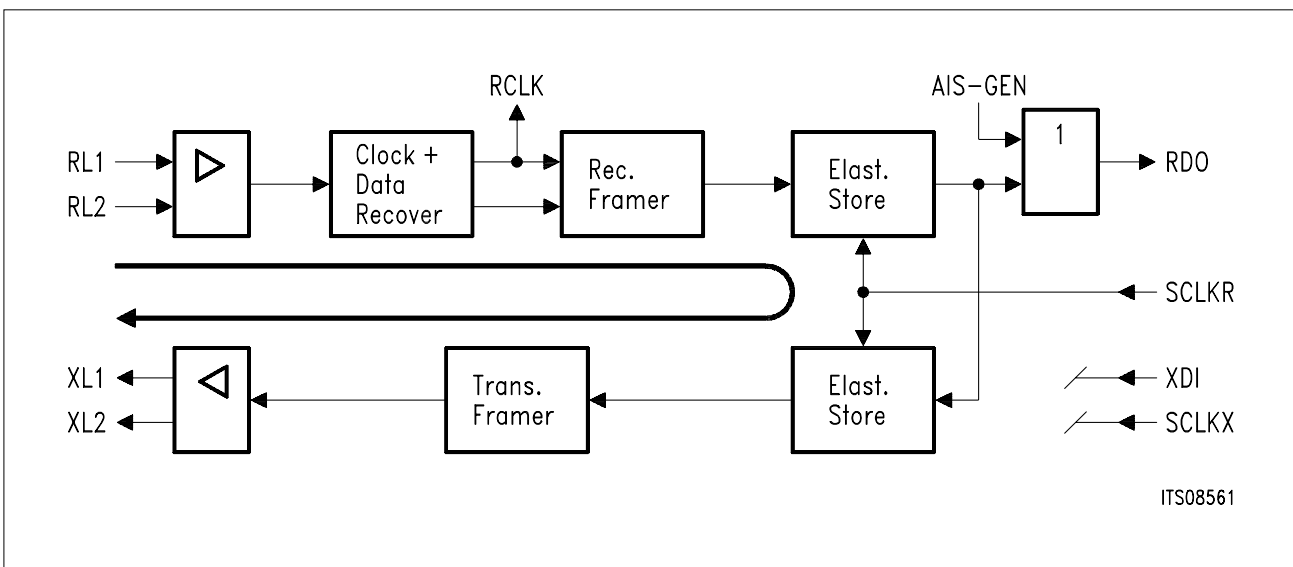 RCLK
AIS-GEN
RL1
RL2
Clock +
Data
Recover
Rec.
Framer
Elast.
Store
1
RDO
SCLKR
XL1
XL2
Trans.
Framer
Elast.
Store
XDI
SCLKX
ITS08561